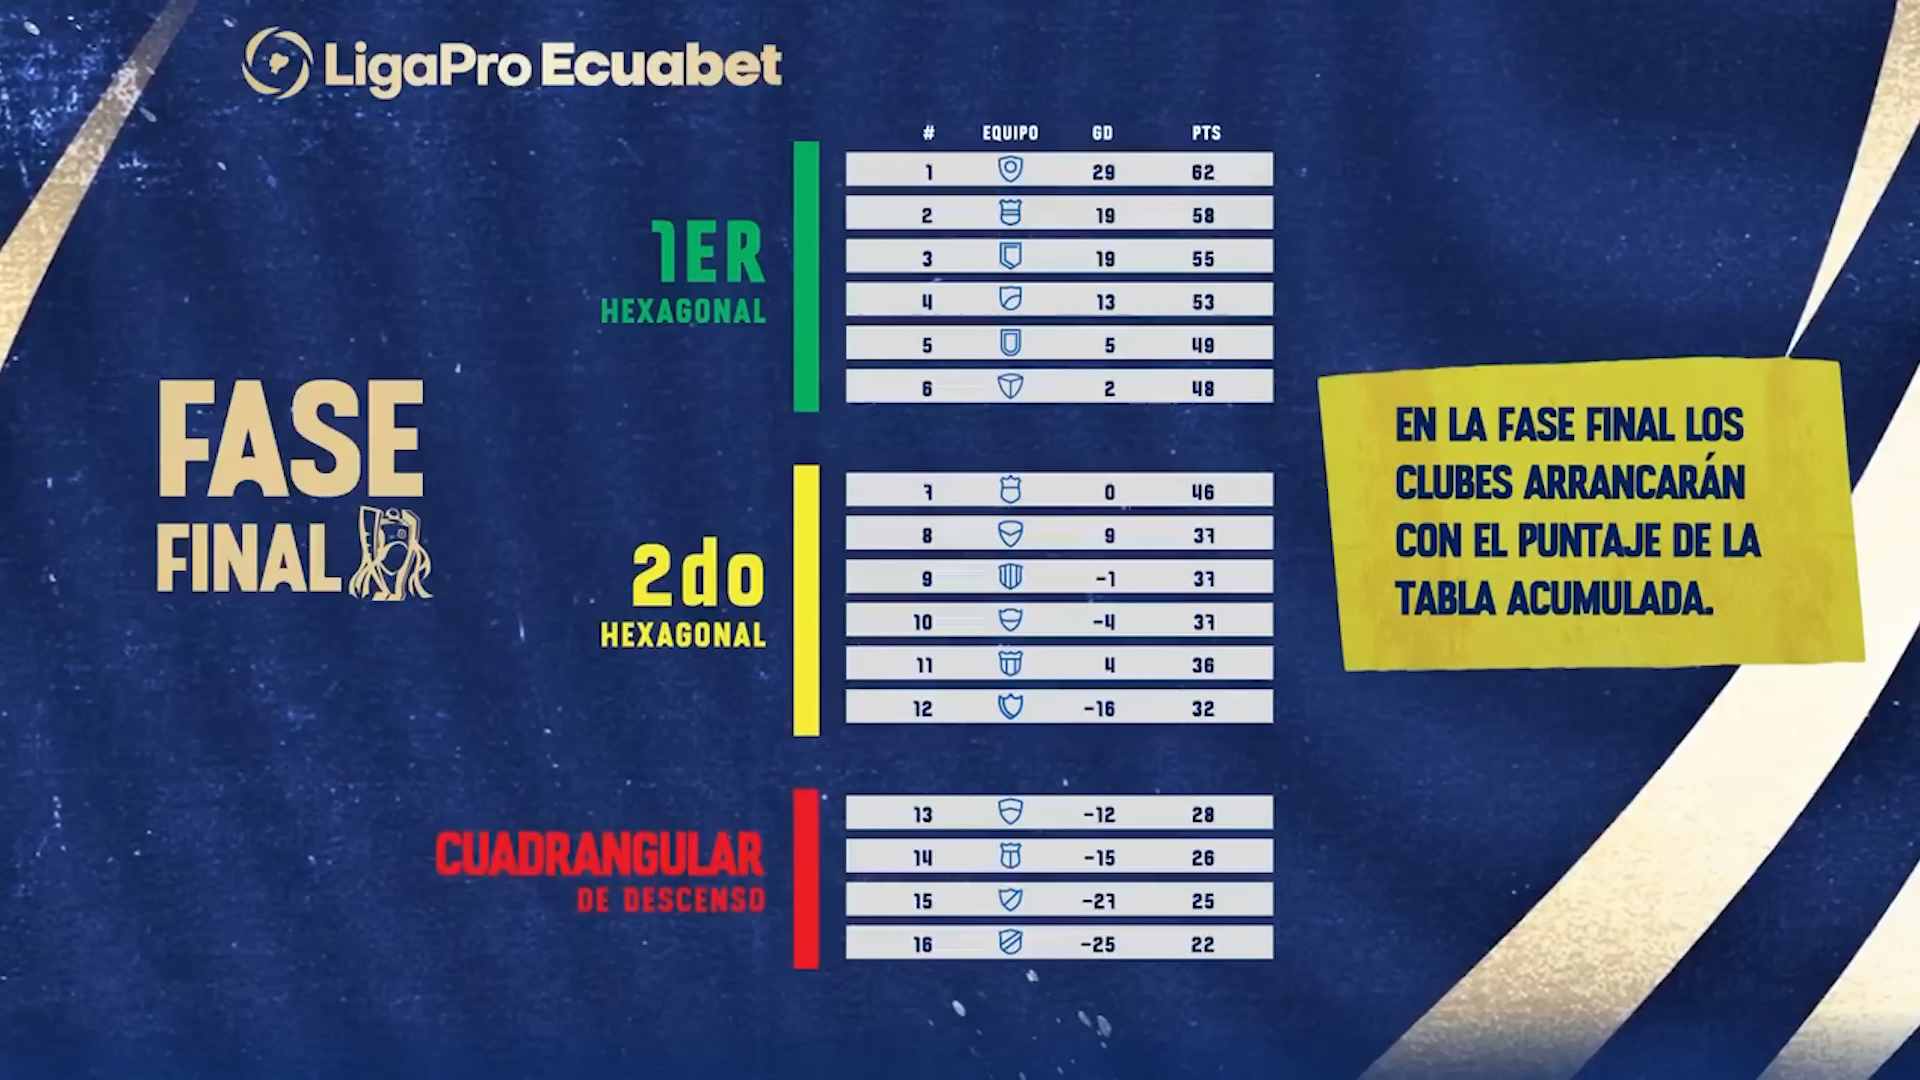 LigaPro Ecuabet
# EQUIPO GD PTS
1ER
HEXAGONAL
1 29 62
2 19 58
3 19 55
4 13 53
5 5 49
6 2 48
FASE
FINAL
2do
HEXAGONAL
7 0 46
8 9 37
9 -1 37
10 -4 37
11 4 36
12 -16 32
EN LA FASE FINAL LOS
CLUBES ARRANCARÁN
CON EL PUNTAJE DE LA
TABLA ACUMULADA.
CUADRANGULAR
DE DESCENSO
13 -12 28
14 -15 26
15 -27 25
16 -25 22